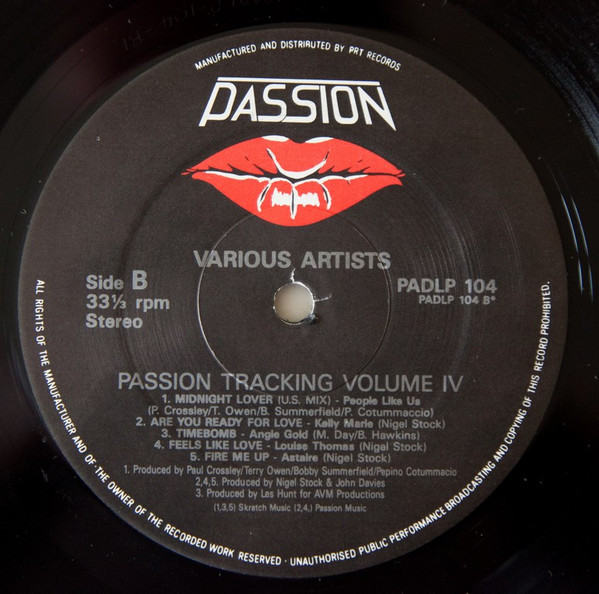 MANUFACTURED AND DISTRIBUTED BY PRT RECORDS
PASSION
VARIOUS ARTISTS
Side B
33⅓ rpm
Stereo
PADLP 104
PADLP 104 B*
PASSION TRACKING VOLUME IV
1. MIDNIGHT LOVER (U.S. MIX) - People Like Us
(P. Crossley/T. Owen/B. Summerfield/P. Cotummaccio)
2. ARE YOU READY FOR LOVE - Kelly Marie (Nigel Stock)
3. TIMEBOMB - Angie Gold (M. Day/B. Hawkins)
4. FEELS LIKE LOVE - Louise Thomas (Nigel Stock)
5. FIRE ME UP - Astaire (Nigel Stock)
1. Produced by Paul Crossley/Terry Owen/Bobby Summerfield/Pepino Cotummacio
2,4,5. Produced by Nigel Stock & John Davies
3. Produced by Les Hunt for AVM Productions
(1,3,5) Skratch Music (2,4,) Passion Music
ALL RIGHTS OF THE MANUFACTURER AND OF THE OWNER OF THE RECORDED WORK RESERVED · UNAUTHORISED PUBLIC PERFORMANCE BROADCASTING AND COPYING OF THIS RECORD PROHIBITED.